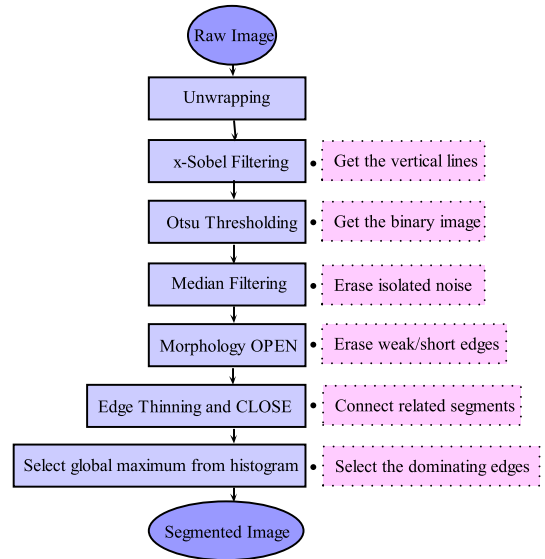 Raw Image
Unwrapping
x-Sobel Filtering
Get the vertical lines
Otsu Thresholding
Get the binary image
Median Filtering
Erase isolated noise
Morphology OPEN
Erase weak/short edges
Edge Thinning and CLOSE
Connect related segments
Select global maximum from histogram
Select the dominating edges
Segmented Image